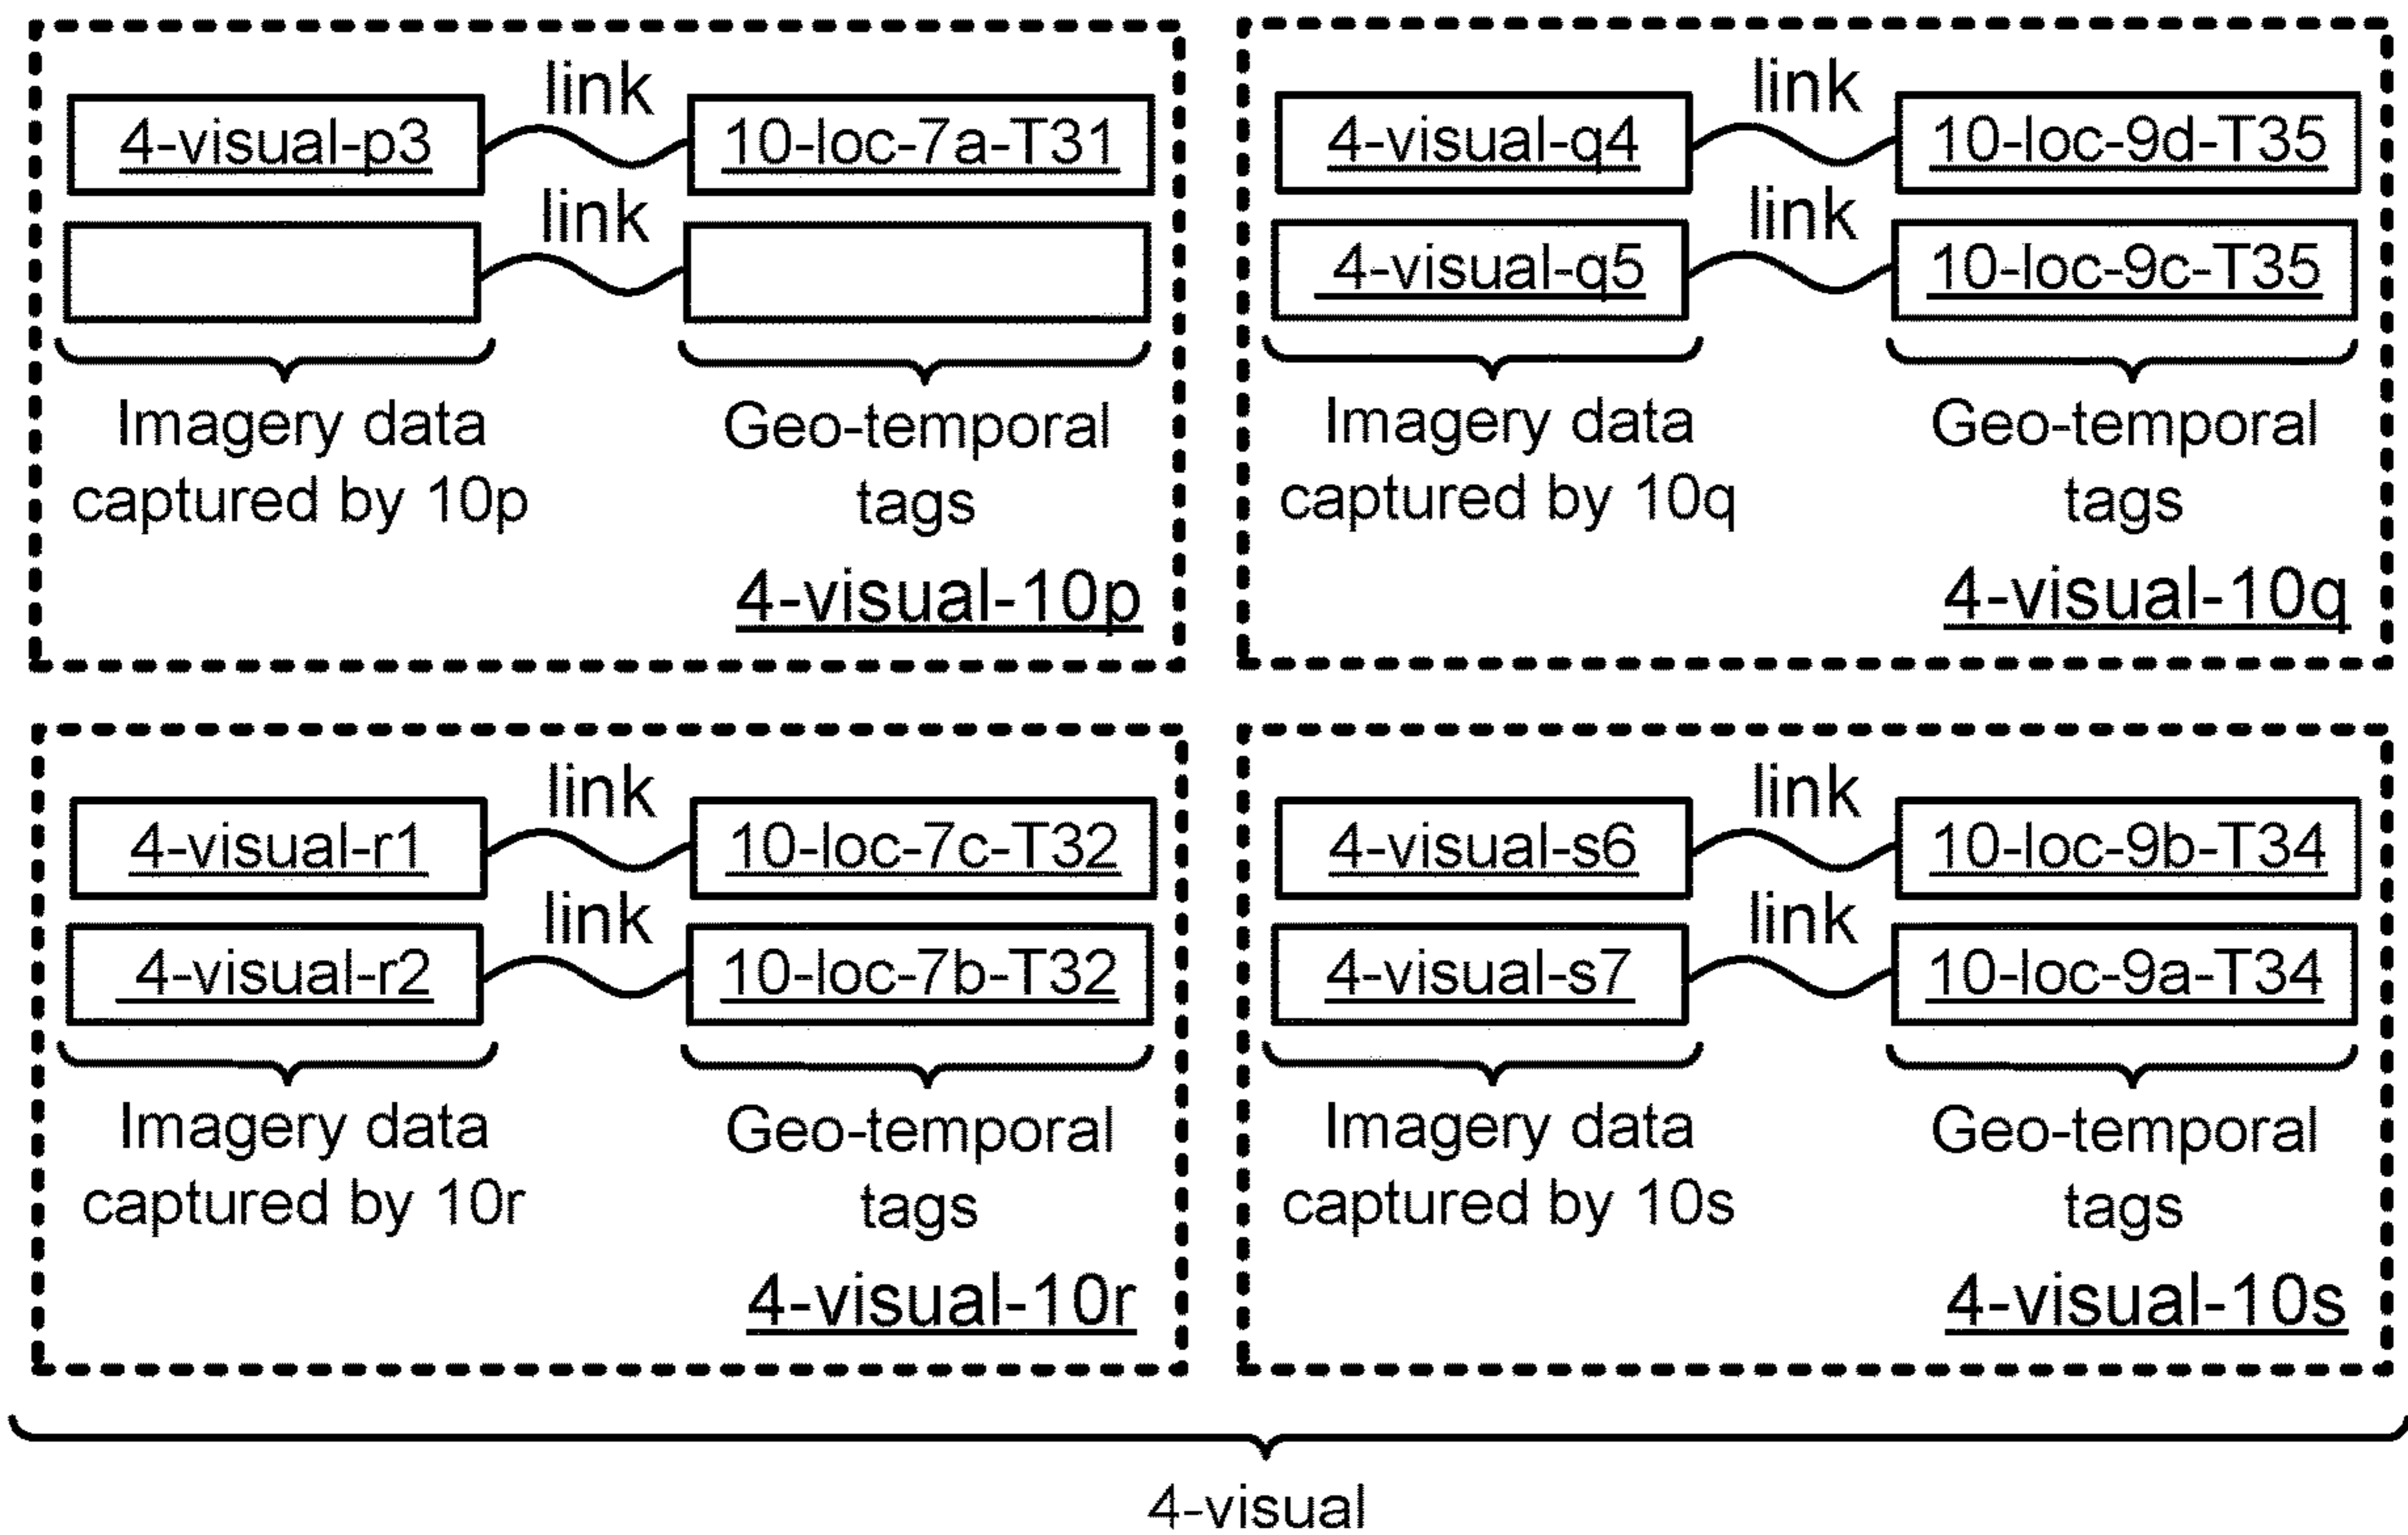 link
4-visual-p3 10-loc-7a-T31
link
Imagery data
captured by 10p
Geo-temporal
tags
4-visual-10p
link
4-visual-q4 10-loc-9d-T35
link
4-visual-q5 10-loc-9c-T35
Imagery data
captured by 10q
Geo-temporal
tags
4-visual-10q
link
4-visual-r1 10-loc-7c-T32
link
4-visual-r2 10-loc-7b-T32
Imagery data
captured by 10r
Geo-temporal
tags
4-visual-10r
link
4-visual-s6 10-loc-9b-T34
link
4-visual-s7 10-loc-9a-T34
Imagery data
captured by 10s
Geo-temporal
tags
4-visual-10s
4-visual